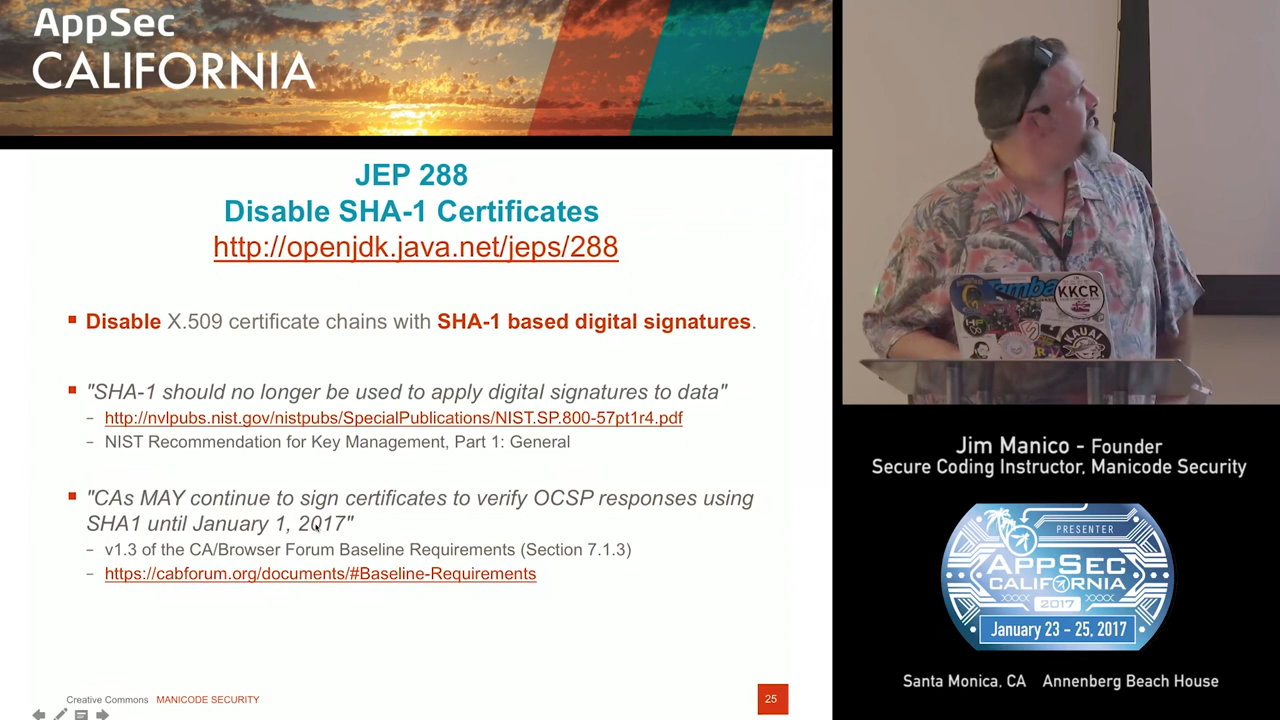 AppSec
CALIFORNIA
JEP 288
Disable SHA-1 Certificates
http://openjdk.java.net/jeps/288
Disable X.509 certificate chains with SHA-1 based digital signatures.
"SHA-1 should no longer be used to apply digital signatures to data"
– http://nvlpubs.nist.gov/nistpubs/SpecialPublications/NIST.SP.800-57pt1r4.pdf
– NIST Recommendation for Key Management, Part 1: General
"CAs MAY continue to sign certificates to verify OCSP responses using
SHA1 until January 1, 2017"
– v1.3 of the CA/Browser Forum Baseline Requirements (Section 7.1.3)
– https://cabforum.org/documents/#Baseline-Requirements
Creative Commons MANICODE SECURITY
25
KKCR
KAUAI
Jim Manico - Founder
Secure Coding Instructor, Manicode Security
PRESENTER
APPSEC
CALIFORNIA
2017
January 23 - 25, 2017
Santa Monica, CA Annenberg Beach House